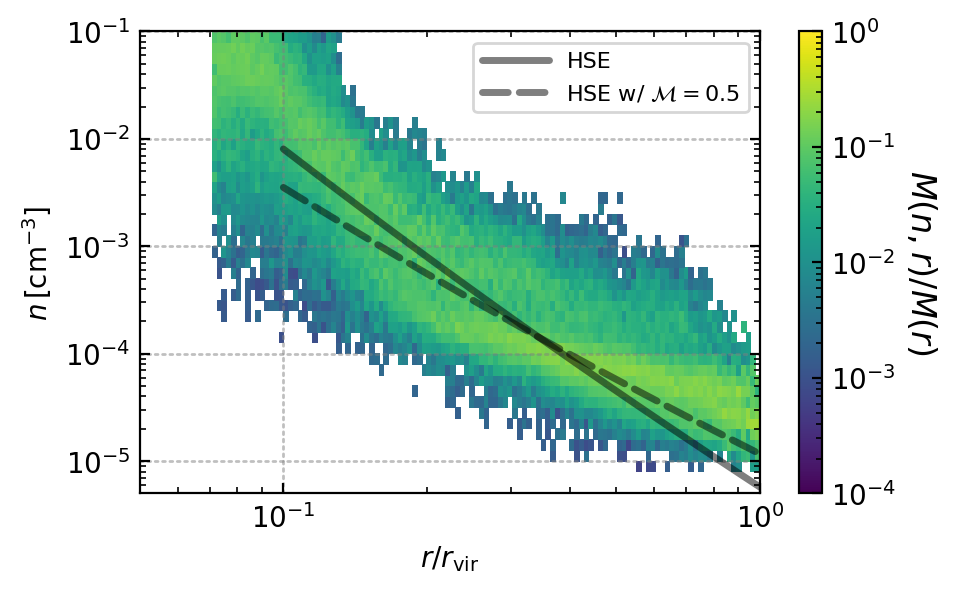 10⁻¹
10⁻²
10⁻³
10⁻⁴
10⁻⁵
n [cm⁻³]
HSE
HSE w/ ℳ = 0.5
10⁻¹
10⁰
r/r_vir
10⁰
10⁻¹
10⁻²
10⁻³
10⁻⁴
M(n, r)/M(r)